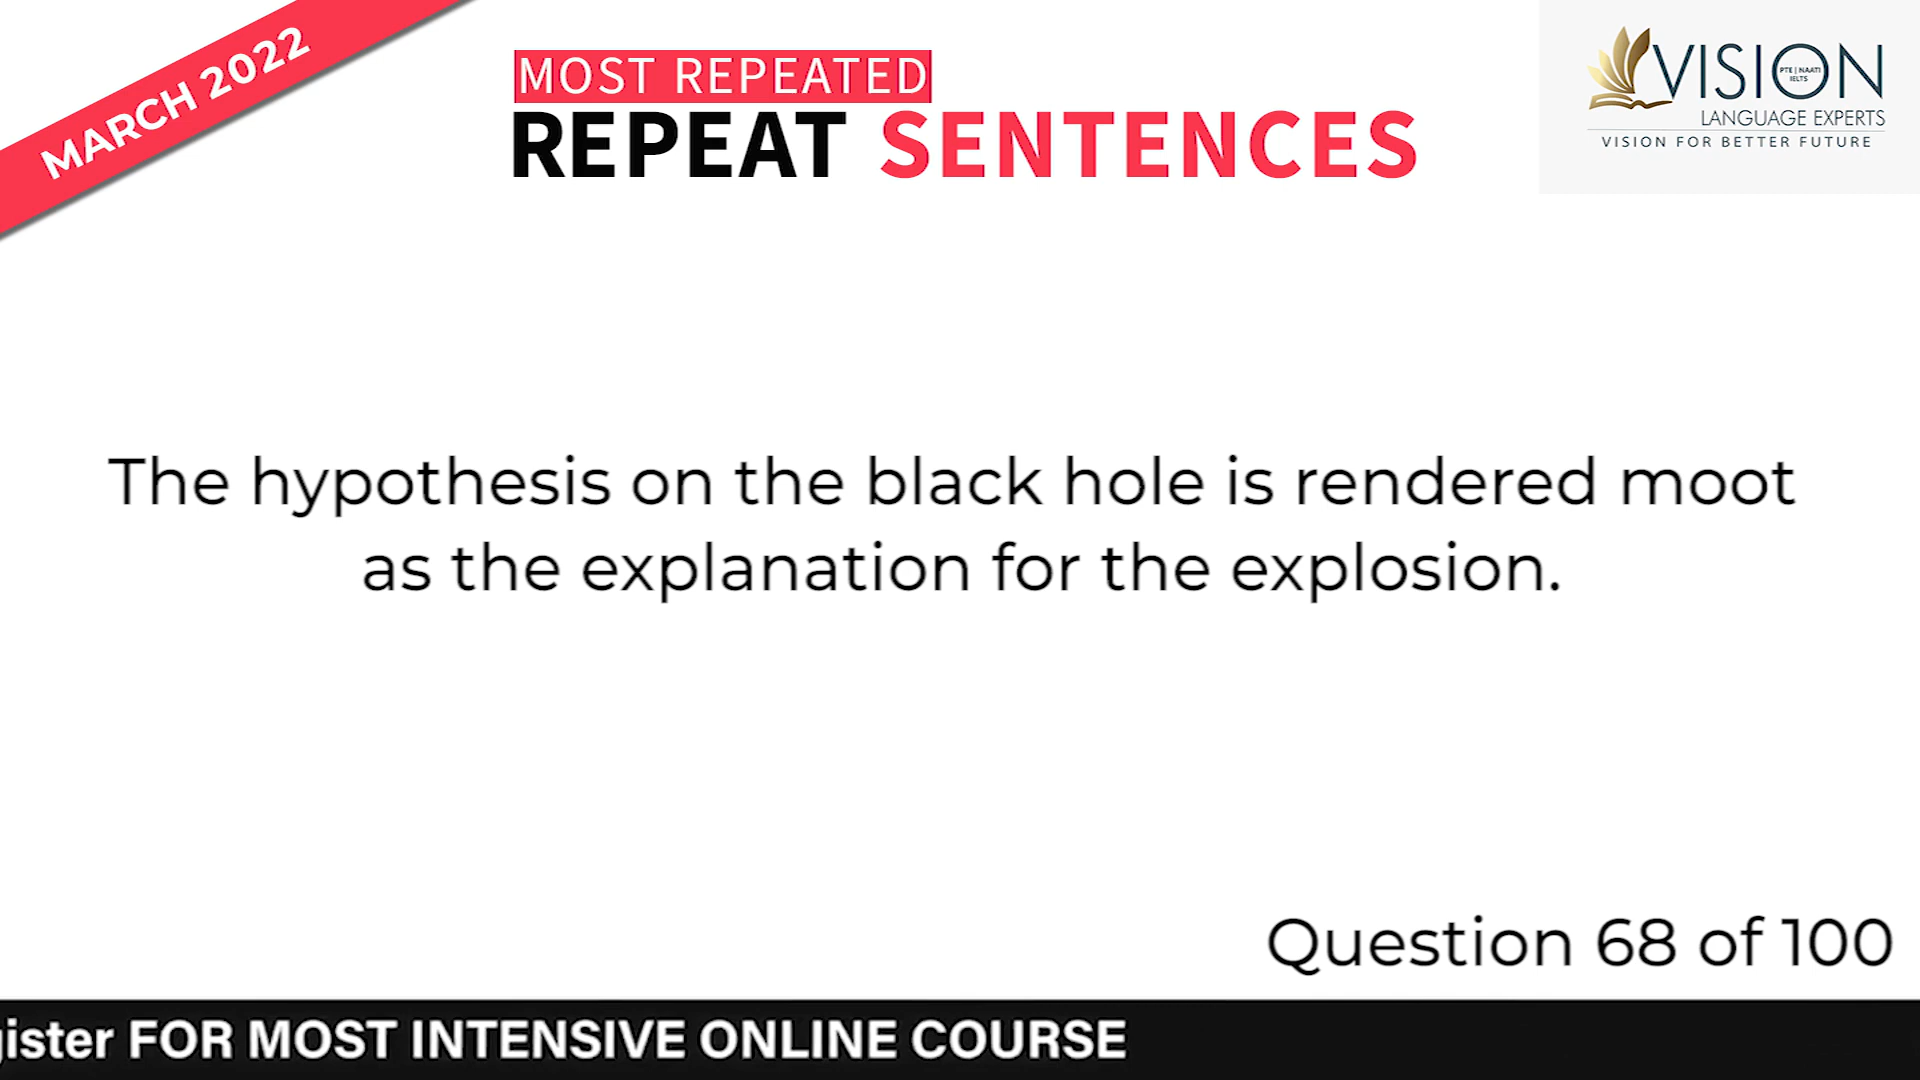 MARCH 2022
MOST REPEATED
REPEAT SENTENCES
VISION
PTE | NAATI
IELTS
LANGUAGE EXPERTS
VISION FOR BETTER FUTURE
The hypothesis on the black hole is rendered moot
as the explanation for the explosion.
Question 68 of 100
gister FOR MOST INTENSIVE ONLINE COURSE